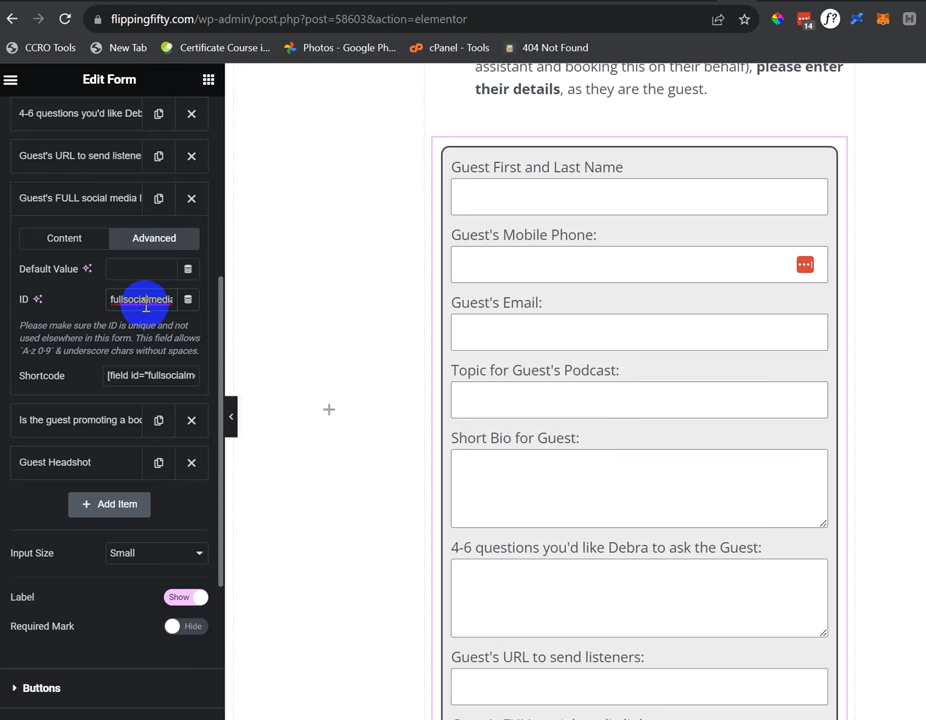 flippingfifty.com/wp-admin/post.php?post=58603&action=elementor
14
f?
H
CCRO Tools
New Tab
Certificate Course i...
Photos - Google Ph...
cPanel - Tools
404 Not Found
Edit Form
4-6 questions you'd like Deb
Guest's URL to send listene
Guest's FULL social media l
Content
Advanced
Default Value
ID
fullsocialmedia
Please make sure the ID is unique and not
used elsewhere in this form. This field allows
`A-z 0-9` & underscore chars without spaces.
Shortcode
[field id="fullsocialm
Is the guest promoting a boo
Guest Headshot
+ Add Item
Input Size
Small
Label
Show
Required Mark
Hide
Buttons
assistant and booking this on their behalf), please enter
their details, as they are the guest.
Guest First and Last Name
Guest's Mobile Phone:
Guest's Email:
Topic for Guest's Podcast:
Short Bio for Guest:
4-6 questions you'd like Debra to ask the Guest:
Guest's URL to send listeners: